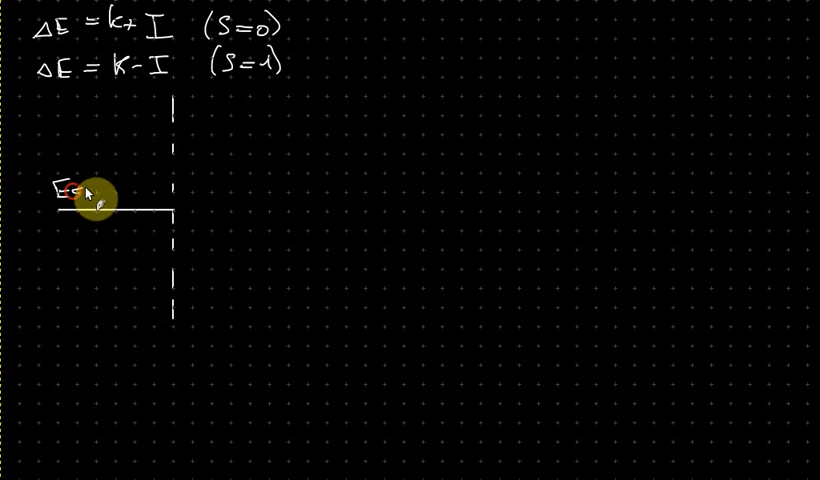 ΔE = K + I (S=0)
ΔE = K - I (S=1)